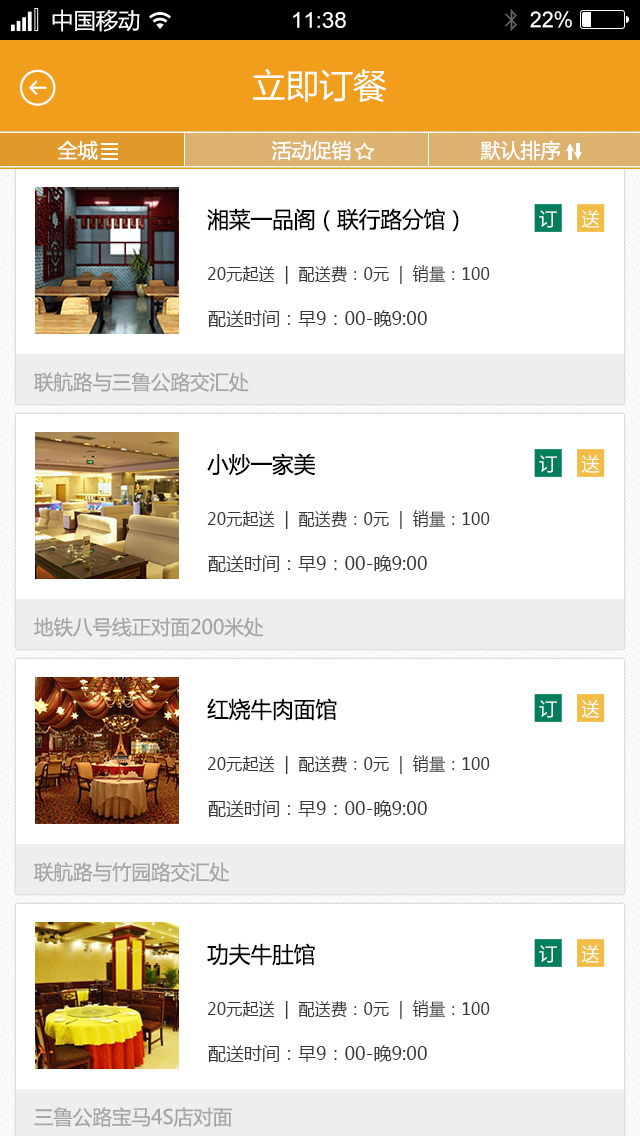 中国移动 11:38 22%
立即订餐
全城 活动促销 默认排序
湘菜一品阁（联行路分馆） 订 送
20元起送 | 配送费：0元 | 销量：100
配送时间：早9：00-晚9:00
联航路与三鲁公路交汇处
小炒一家美 订 送
20元起送 | 配送费：0元 | 销量：100
配送时间：早9：00-晚9:00
地铁八号线正对面200米处
红烧牛肉面馆 订 送
20元起送 | 配送费：0元 | 销量：100
配送时间：早9：00-晚9:00
联航路与竹园路交汇处
功夫牛肚馆 订 送
20元起送 | 配送费：0元 | 销量：100
配送时间：早9：00-晚9:00
三鲁公路宝马4S店对面